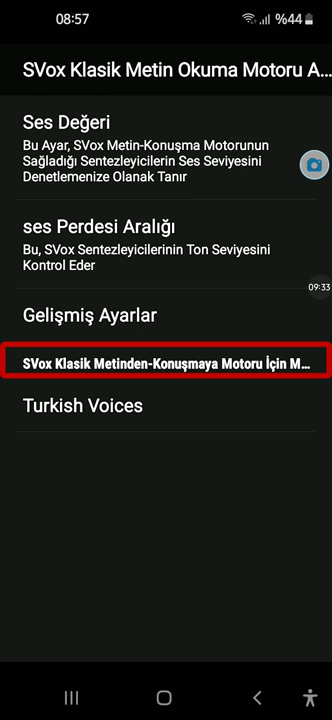 08:57
%44
SVox Klasik Metin Okuma Motoru A...
Ses Değeri
Bu Ayar, SVox Metin-Konuşma Motorunun
Sağladığı Sentezleyicilerin Ses Seviyesini
Denetlemenize Olanak Tanır
ses Perdesi Aralığı
Bu, SVox Sentezleyicilerinin Ton Seviyesini
Kontrol Eder
09:33
Gelişmiş Ayarlar
SVox Klasik Metinden-Konuşmaya Motoru İçin M...
Turkish Voices